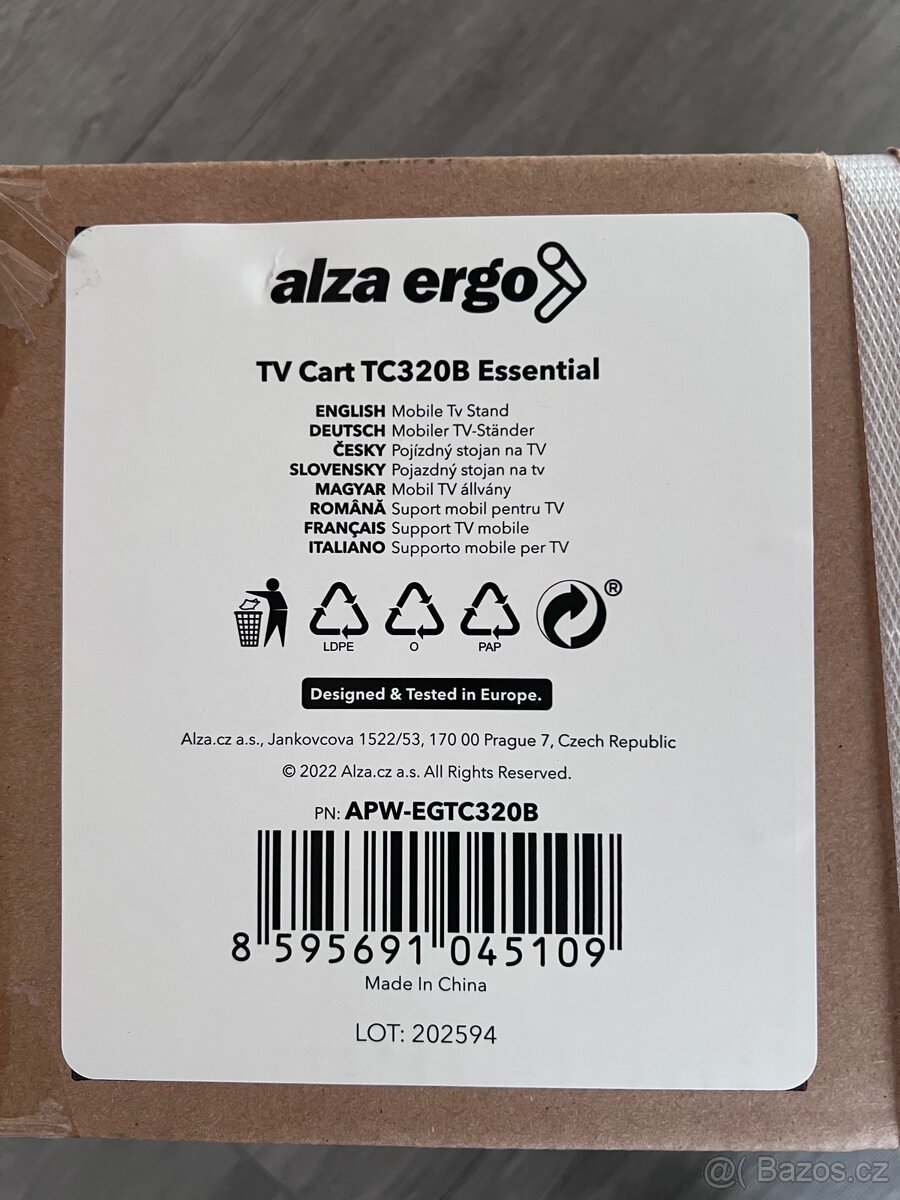 alza ergo
TV Cart TC320B Essential
ENGLISH Mobile Tv Stand
DEUTSCH Mobiler TV-Ständer
ČESKY Pojízdný stojan na TV
SLOVENSKY Pojazdný stojan na tv
MAGYAR Mobil TV állvány
ROMÂNĂ Suport mobil pentru TV
FRANÇAIS Support TV mobile
ITALIANO Supporto mobile per TV
®
LDPE O PAP
Designed & Tested in Europe.
Alza.cz a.s., Jankovcova 1522/53, 170 00 Prague 7, Czech Republic
© 2022 Alza.cz a.s. All Rights Reserved.
PN: APW-EGTC320B
8 595691 045109
Made In China
LOT: 202594
@( Bazos.cz